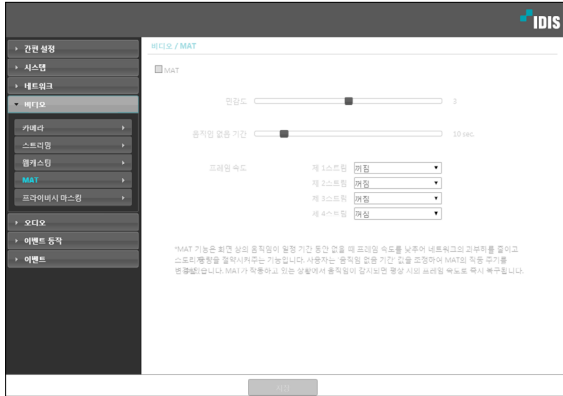 IDIS
간편 설정
시스템
네트워크
비디오
카메라
스트리밍
웹캐스팅
MAT
프라이버시 마스킹
오디오
이벤트 동작
이벤트
비디오 / MAT
MAT
민감도 3
움직임 없음 기간 10 sec.
프레임 속도 제 1스트림 꺼짐
제 2스트림 꺼짐
제 3스트림 꺼짐
제 4스트림 꺼짐
*MAT 기능은 화면 상의 움직임이 일정 기간 동안 없을 때 프레임 속도를 낮추어 네트워크의 과부하를 줄이고
스토리 용량을 절약시켜주는 기능입니다. 사용자는 '움직임 없음 기간' 값을 조정하여 MAT의 작동 주기를
변경 있습니다. MAT가 작동하고 있는 상황에서 움직임이 감지되면 평상 시의 프레임 속도로 즉시 복구됩니다.
저장